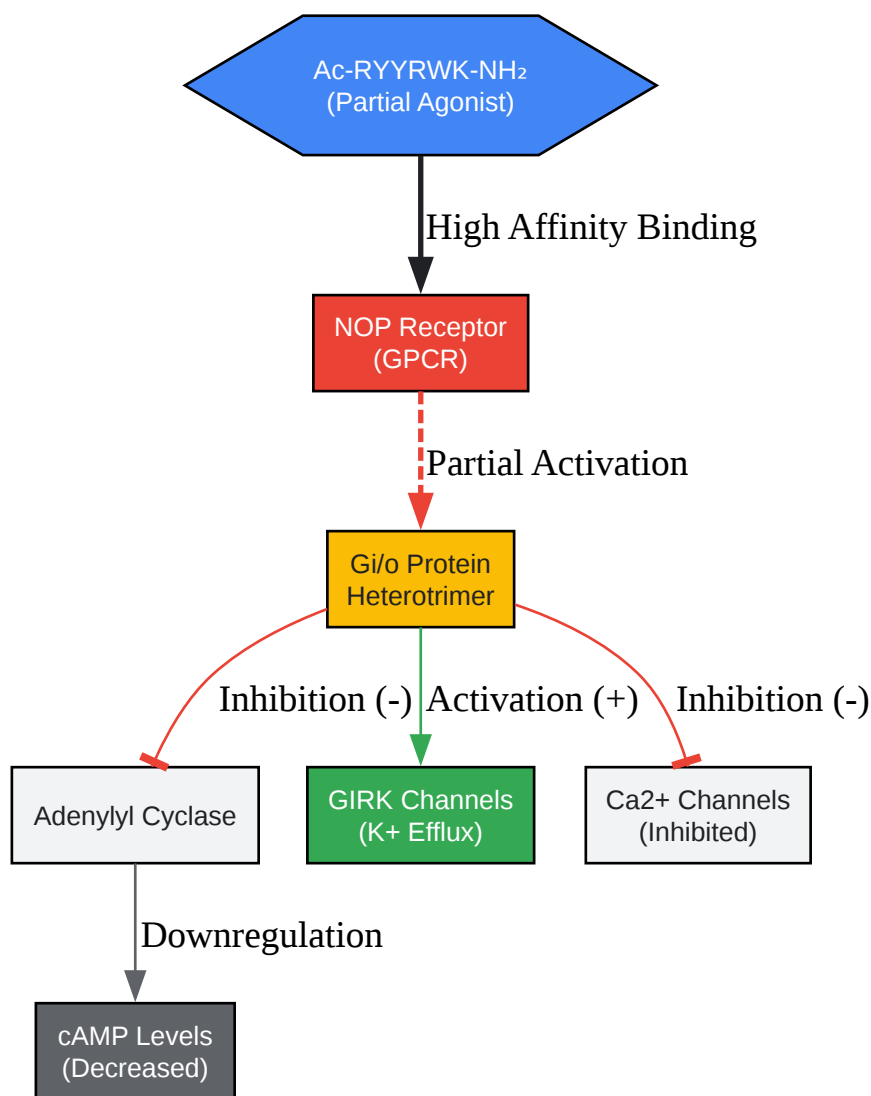 Ac-RYYRWK-NH₂
(Partial Agonist)
High Affinity Binding
NOP Receptor
(GPCR)
Partial Activation
Gi/o Protein
Heterotrimer
Inhibition (-)
Activation (+)
Inhibition (-)
Adenylyl Cyclase
GIRK Channels
(K+ Efflux)
Ca2+ Channels
(Inhibited)
Downregulation
cAMP Levels
(Decreased)